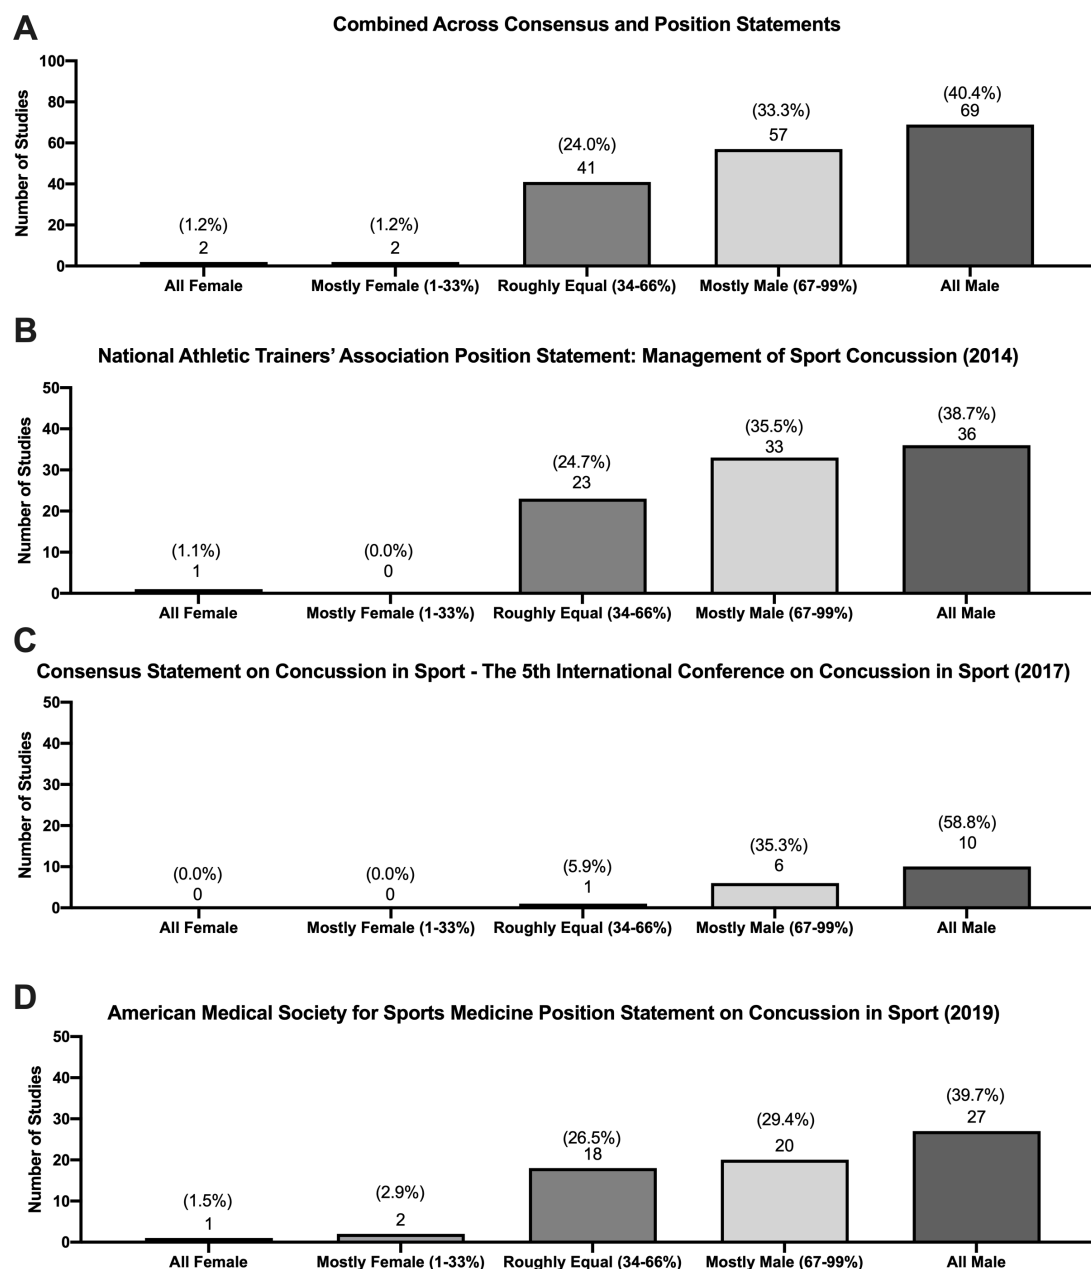 A
Combined Across Consensus and Position Statements
Number of Studies
100
80
60
40
20
0
(1.2%)
2
(1.2%)
2
(24.0%)
41
(33.3%)
57
(40.4%)
69
All Female
Mostly Female (1-33%)
Roughly Equal (34-66%)
Mostly Male (67-99%)
All Male
B
National Athletic Trainers’ Association Position Statement: Management of Sport Concussion (2014)
Number of Studies
50
40
30
20
10
0
(1.1%)
1
(0.0%)
0
(24.7%)
23
(35.5%)
33
(38.7%)
36
All Female
Mostly Female (1-33%)
Roughly Equal (34-66%)
Mostly Male (67-99%)
All Male
C
Consensus Statement on Concussion in Sport - The 5th International Conference on Concussion in Sport (2017)
Number of Studies
50
40
30
20
10
0
(0.0%)
0
(0.0%)
0
(5.9%)
1
(35.3%)
6
(58.8%)
10
All Female
Mostly Female (1-33%)
Roughly Equal (34-66%)
Mostly Male (67-99%)
All Male
D
American Medical Society for Sports Medicine Position Statement on Concussion in Sport (2019)
Number of Studies
50
40
30
20
10
0
(1.5%)
1
(2.9%)
2
(26.5%)
18
(29.4%)
20
(39.7%)
27
All Female
Mostly Female (1-33%)
Roughly Equal (34-66%)
Mostly Male (67-99%)
All Male